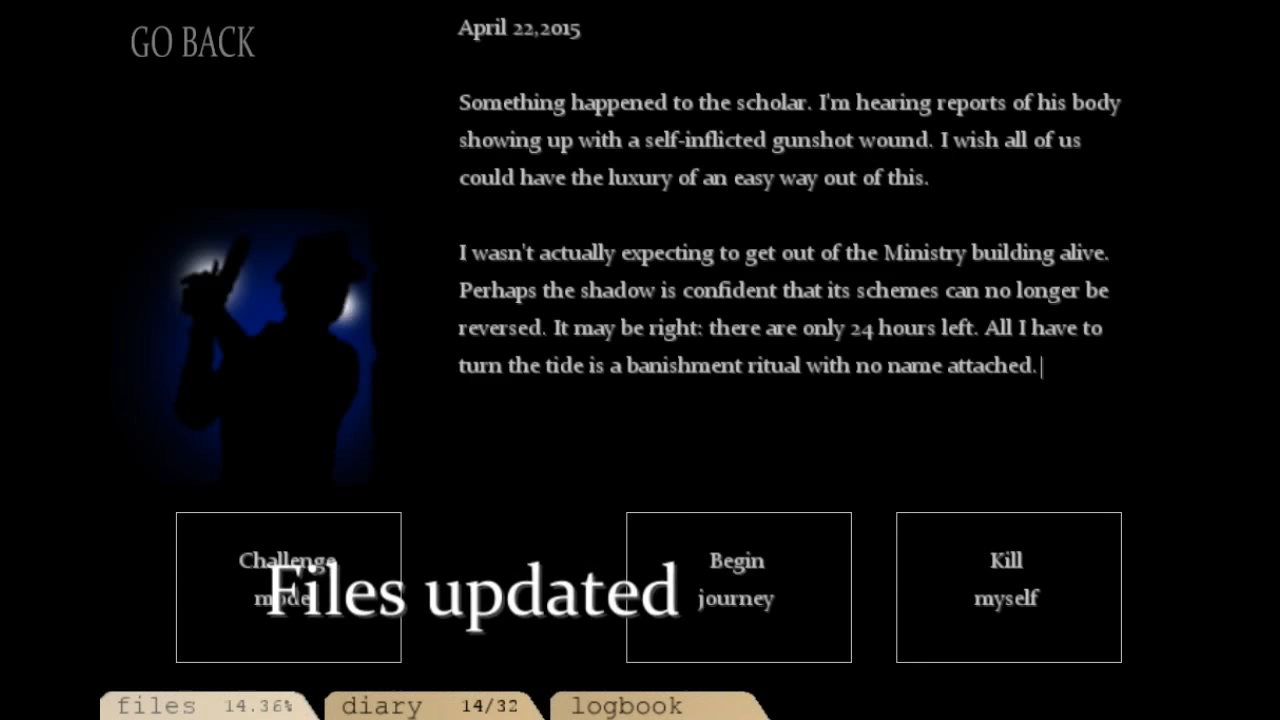 GO BACK
April 22,2015
Something happened to the scholar. I'm hearing reports of his body
showing up with a self-inflicted gunshot wound. I wish all of us
could have the luxury of an easy way out of this.
I wasn't actually expecting to get out of the Ministry building alive.
Perhaps the shadow is confident that its schemes can no longer be
reversed. It may be right: there are only 24 hours left. All I have to
turn the tide is a banishment ritual with no name attached.|
Challenge
mode
Files updated
Begin
journey
Kill
myself
files 14.36%
diary 14/32
logbook